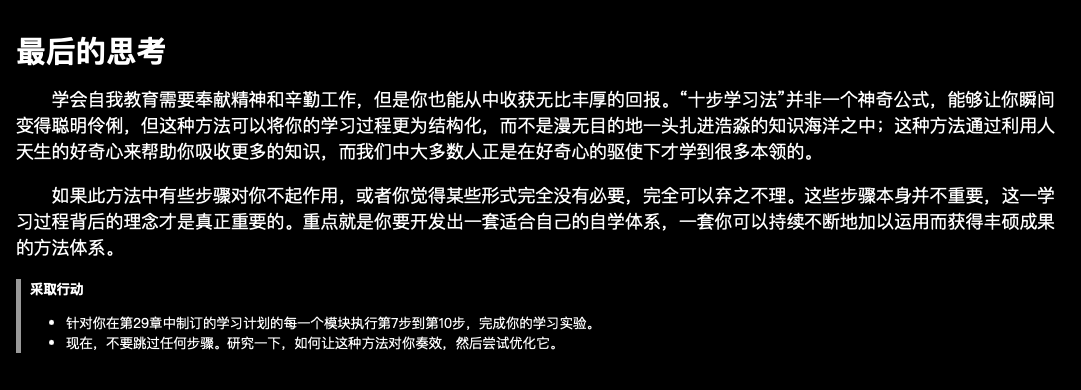 最后的思考
学会自我教育需要奉献精神和辛勤工作，但是你也能从中收获无比丰厚的回报。“十步学习法”并非一个神奇公式，能够让你瞬间
变得聪明伶俐，但这种方法可以将你的学习过程更为结构化，而不是漫无目的地一头扎进浩淼的知识海洋之中；这种方法通过利用人
天生的好奇心来帮助你吸收更多的知识，而我们中大多数人正是在好奇心的驱使下才学到很多本领的。
如果此方法中有些步骤对你不起作用，或者你觉得某些形式完全没有必要，完全可以弃之不理。这些步骤本身并不重要，这一学
习过程背后的理念才是真正重要的。重点就是你要开发出一套适合自己的自学体系，一套你可以持续不断地加以运用而获得丰硕成果
的方法体系。
采取行动
• 针对你在第29章中制订的学习计划的每一个模块执行第7步到第10步，完成你的学习实验。
• 现在，不要跳过任何步骤。研究一下，如何让这种方法对你奏效，然后尝试优化它。